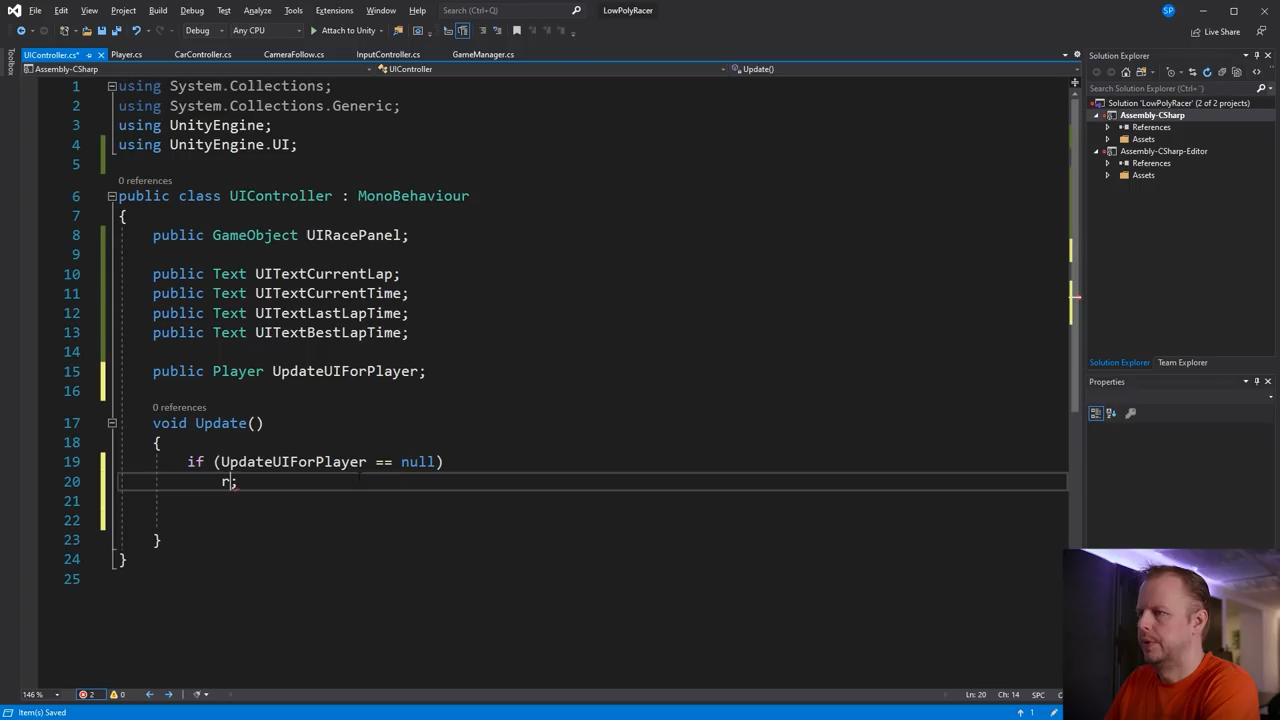 File Edit View Project Build Debug Test Analyze Tools Extensions Window Help Search (Ctrl+Q) LowPolyRacer SP
Debug Any CPU Attach to Unity Live Share
UIController.cs* Player.cs CarController.cs CameraFollow.cs InputController.cs GameManager.cs
Assembly-CSharp UIController Update()
Toolbox
1 using System.Collections;
2 using System.Collections.Generic;
3 using UnityEngine;
4 using UnityEngine.UI;
5
0 references
6 public class UIController : MonoBehaviour
7 {
8 public GameObject UIRacePanel;
9
10 public Text UITextCurrentLap;
11 public Text UITextCurrentTime;
12 public Text UITextLastLapTime;
13 public Text UITextBestLapTime;
14
15 public Player UpdateUIForPlayer;
16
0 references
17 void Update()
18 {
19 if (UpdateUIForPlayer == null)
20 r;
21
22
23 }
24 }
25
Solution Explorer
Search Solution Explorer (Ctrl+;)
Solution 'LowPolyRacer' (2 of 2 projects)
Assembly-CSharp
References
Assets
Assembly-CSharp-Editor
References
Assets
Solution Explorer Team Explorer
Properties
146 % 2 0 Ln: 20 Ch: 14 SPC
Item(s) Saved 1